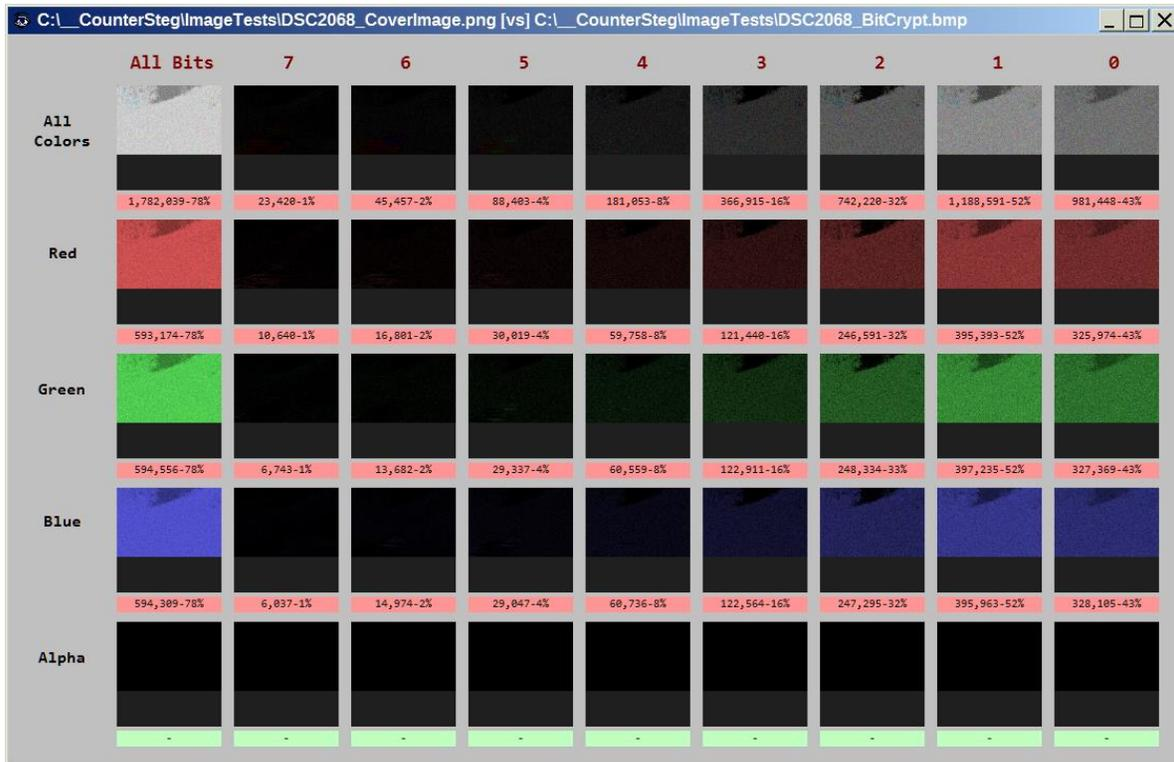 C:\__CounterSteg\ImageTests\DSC2068_CoverImage.png [vs] C:\__CounterSteg\ImageTests\DSC2068_BitCrypt.bmp
All Bits 7 6 5 4 3 2 1 0
All
Colors
1,782,039-78% 23,420-1% 45,457-2% 88,403-4% 181,053-8% 366,915-16% 742,220-32% 1,188,591-52% 981,448-43%
Red
593,174-78% 10,640-1% 16,801-2% 30,019-4% 59,758-8% 121,440-16% 246,591-32% 395,393-52% 325,974-43%
Green
594,556-78% 6,743-1% 13,682-2% 29,337-4% 60,559-8% 122,911-16% 248,334-33% 397,235-52% 327,369-43%
Blue
594,309-78% 6,037-1% 14,974-2% 29,047-4% 60,736-8% 122,564-16% 247,295-32% 395,963-52% 328,105-43%
Alpha
- - - - - - - - -